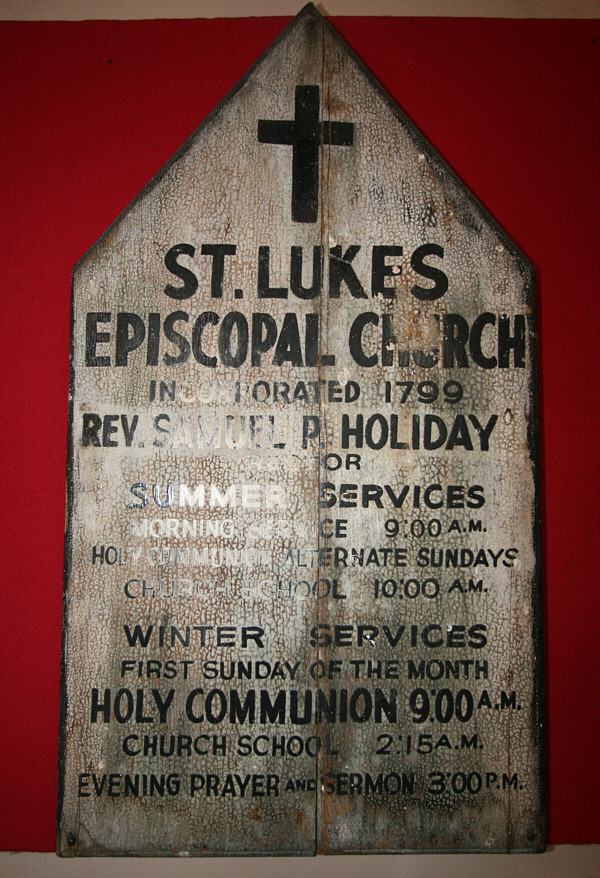 ST. LUKES
EPISCOPAL CHURCH
INCORPORATED 1799
REV. SAMUEL P. HOLIDAY
SUMMER SERVICES
MORNING SERVICE 9:00 A.M.
HOLY COMMUNION ALTERNATE SUNDAYS
CHURCH SCHOOL 10:00 A.M.
WINTER SERVICES
FIRST SUNDAY OF THE MONTH
HOLY COMMUNION 9:00 A.M.
CHURCH SCHOOL 2:15 A.M.
EVENING PRAYER AND SERMON 3:00 P.M.